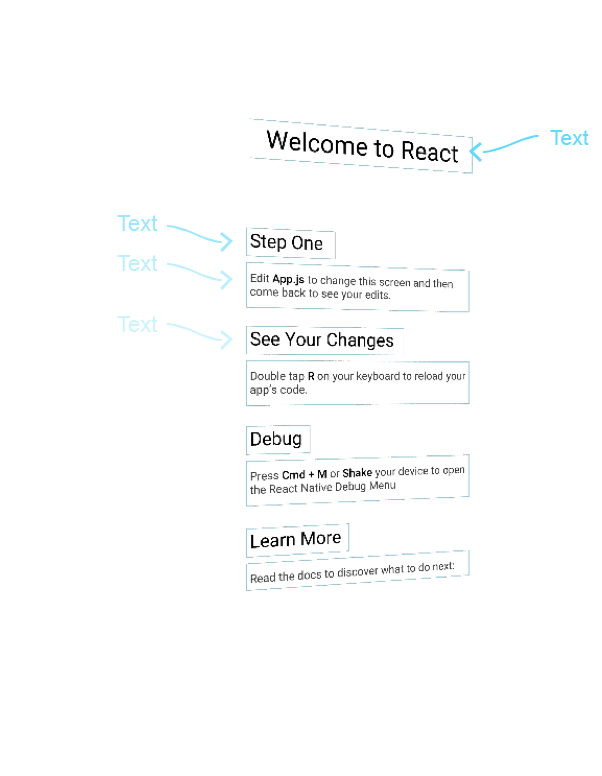 Welcome to React
Text
Text
Step One
Text
Edit App.js to change this screen and then
come back to see your edits.
Text
See Your Changes
Double tap R on your keyboard to reload your
app's code.
Debug
Press Cmd + M or Shake your device to open
the React Native Debug Menu
Learn More
Read the docs to discover what to do next: